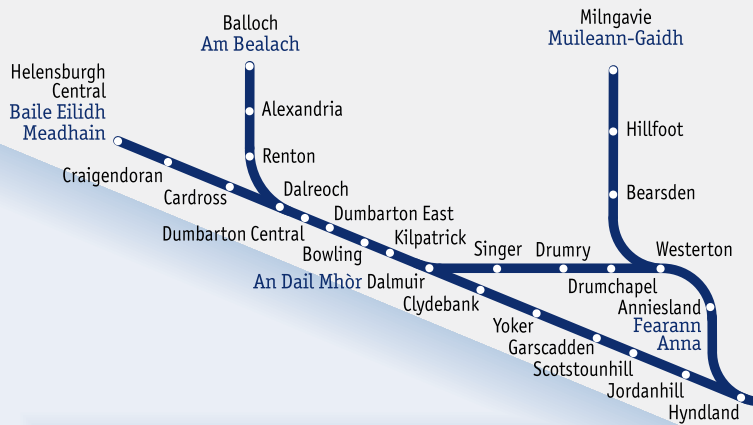 Balloch
Am Bealach
Milngavie
Muileann-Gaidh
Helensburgh
Central
Baile Eilidh
Meadhain
Alexandria
Hillfoot
Renton
Craigendoran
Cardross
Dalreoch
Bearsden
Dumbarton East
Dumbarton Central
Kilpatrick
Bowling
Singer
Drumry
Westerton
An Dail Mhòr Dalmuir
Drumchapel
Clydebank
Anniesland
Fearann
Anna
Yoker
Garscadden
Scotstounhill
Jordanhill
Hyndland